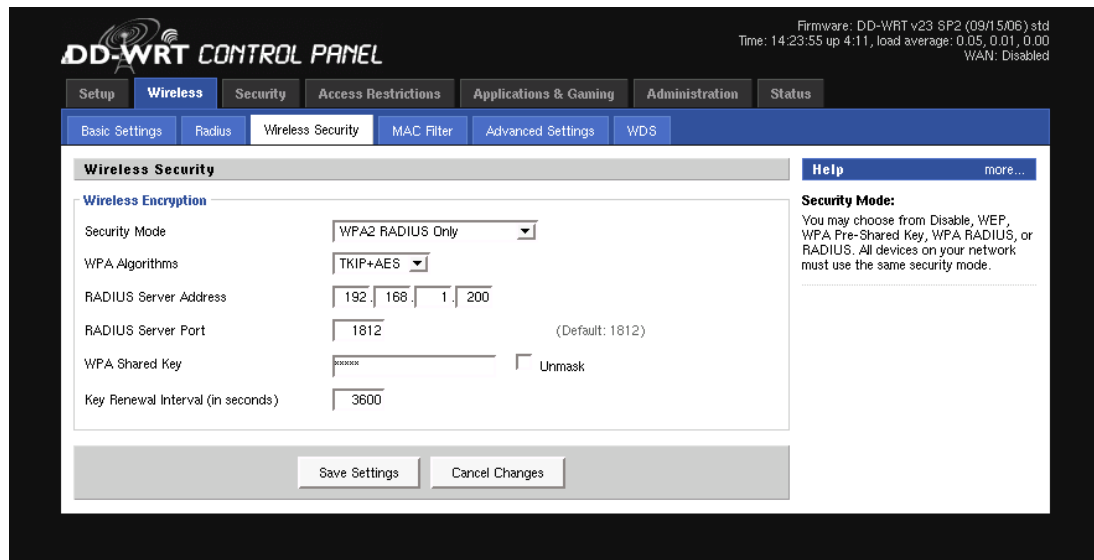 Firmware: DD-WRT v23 SP2 (09/15/06) std
Time: 14:23:55 up 4:11, load average: 0.05, 0.01, 0.00
WAN: Disabled
DD-WRT CONTROL PANEL
Setup Wireless Security Access Restrictions Applications & Gaming Administration Status
Basic Settings Radius Wireless Security MAC Filter Advanced Settings WDS
Wireless Security
Wireless Encryption
Security Mode WPA2 RADIUS Only
WPA Algorithms TKIP+AES
RADIUS Server Address 192. 168. 1. 200
RADIUS Server Port 1812 (Default: 1812)
WPA Shared Key ***** Unmask
Key Renewal Interval (in seconds) 3600
Save Settings Cancel Changes
Help more...
Security Mode:
You may choose from Disable, WEP,
WPA Pre-Shared Key, WPA RADIUS, or
RADIUS. All devices on your network
must use the same security mode.